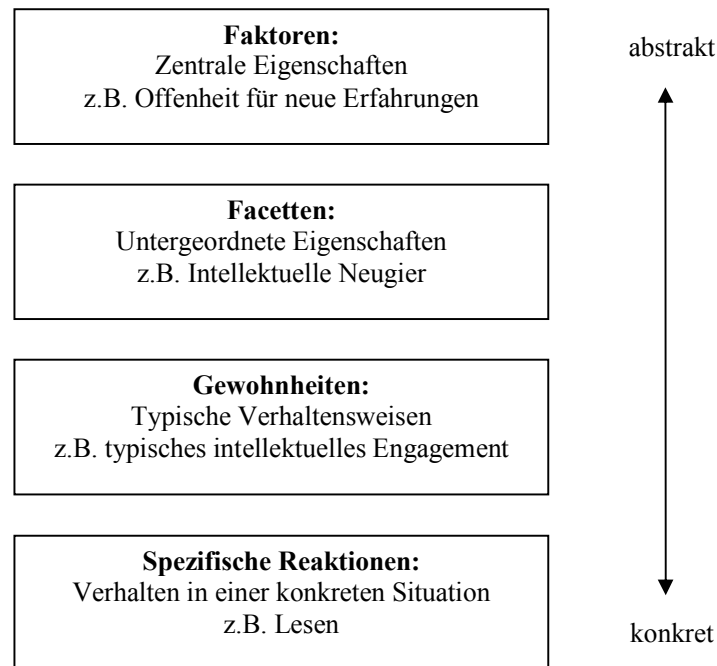 Faktoren:
Zentrale Eigenschaften
z.B. Offenheit für neue Erfahrungen
abstrakt
Facetten:
Untergeordnete Eigenschaften
z.B. Intellektuelle Neugier
Gewohnheiten:
Typische Verhaltensweisen
z.B. typisches intellektuelles Engagement
Spezifische Reaktionen:
Verhalten in einer konkreten Situation
z.B. Lesen
konkret